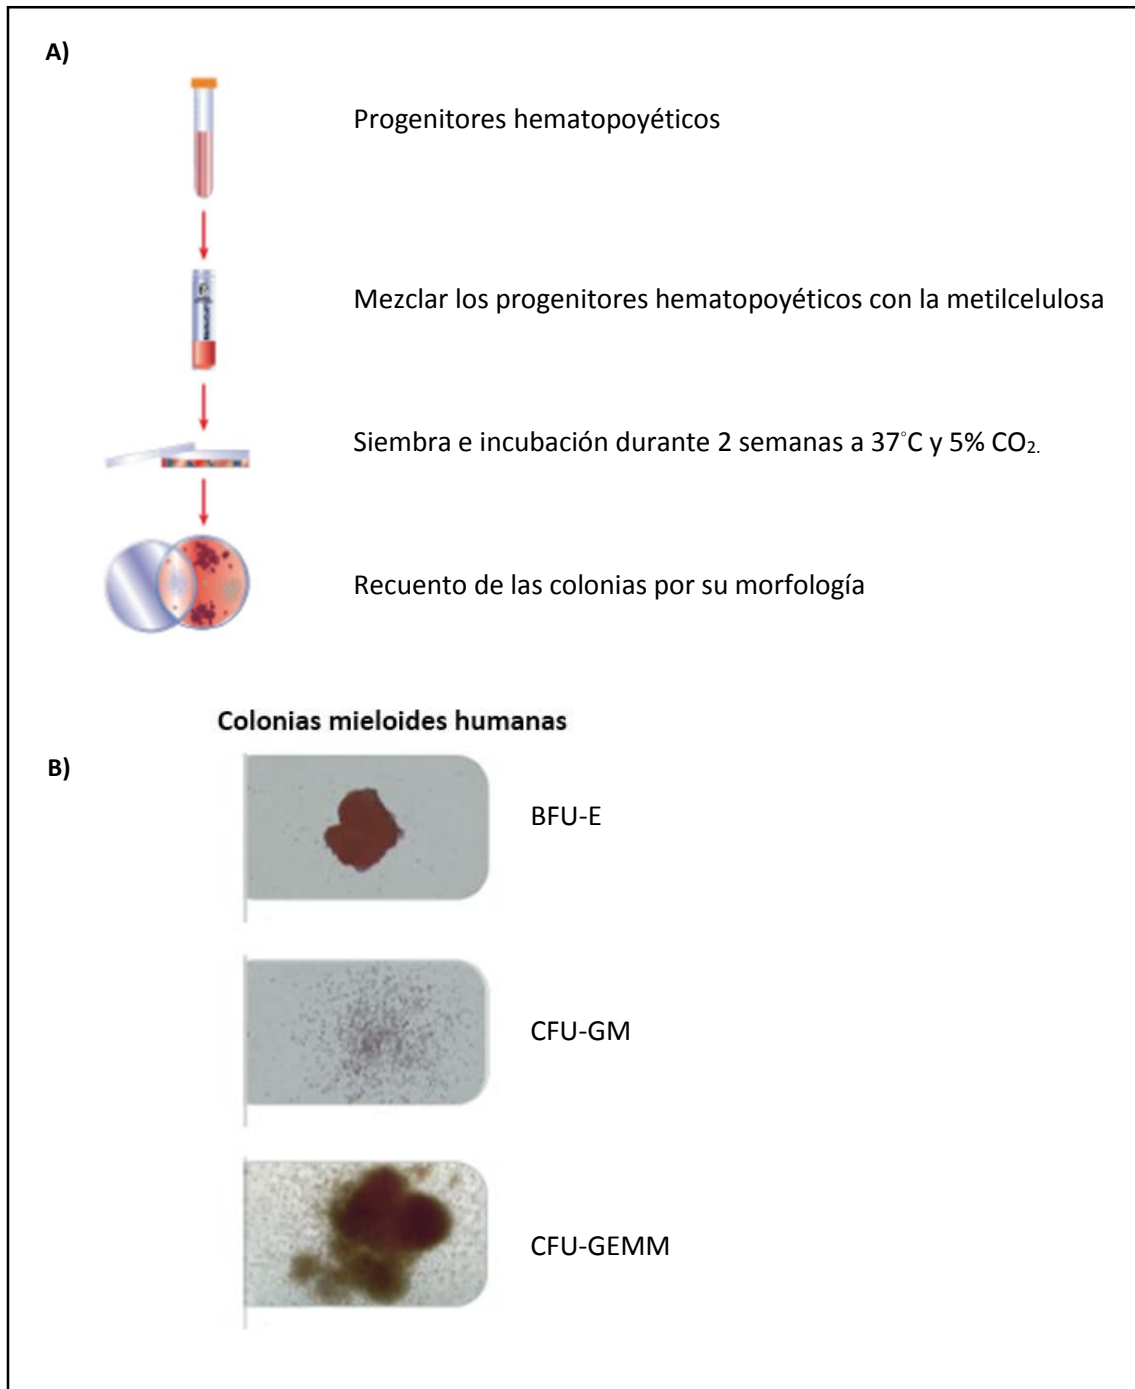 A)
Progenitores hematopoyéticos
Mezclar los progenitores hematopoyéticos con la metilcelulosa
Siembra e incubación durante 2 semanas a 37°C y 5% CO₂.
Recuento de las colonias por su morfología
Colonias mieloides humanas
B)
BFU-E
CFU-GM
CFU-GEMM